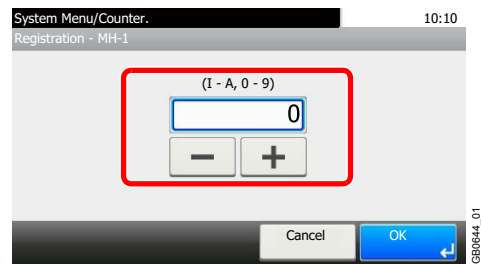 System Menu/Counter. 10:10
Registration - MH-1
(I - A, 0 - 9)
0
− +
Cancel OK
GB0644_01